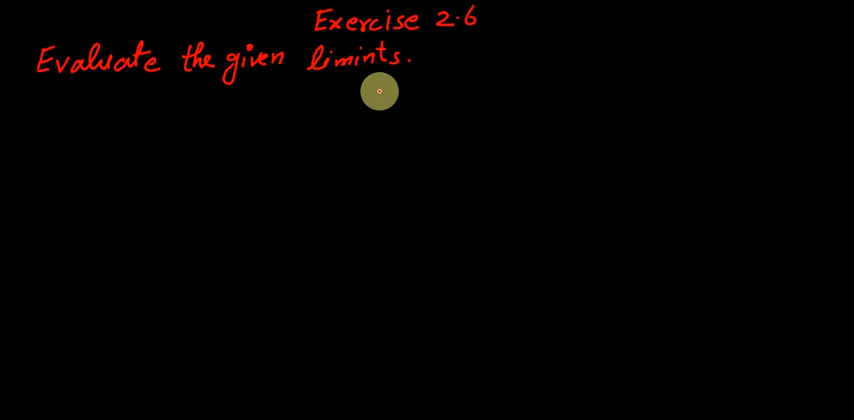 Exercise 2.6
Evaluate the given limints.